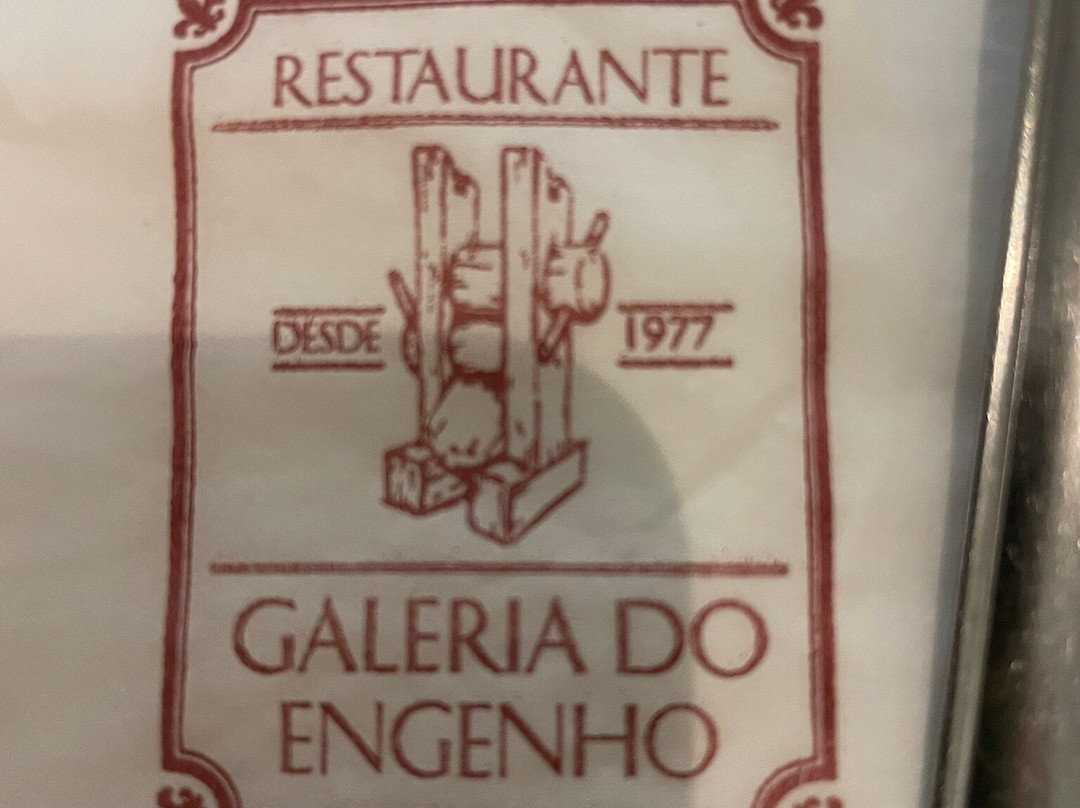 RESTAURANTE
DESDE 1977
GALERIA DO
ENGENHO